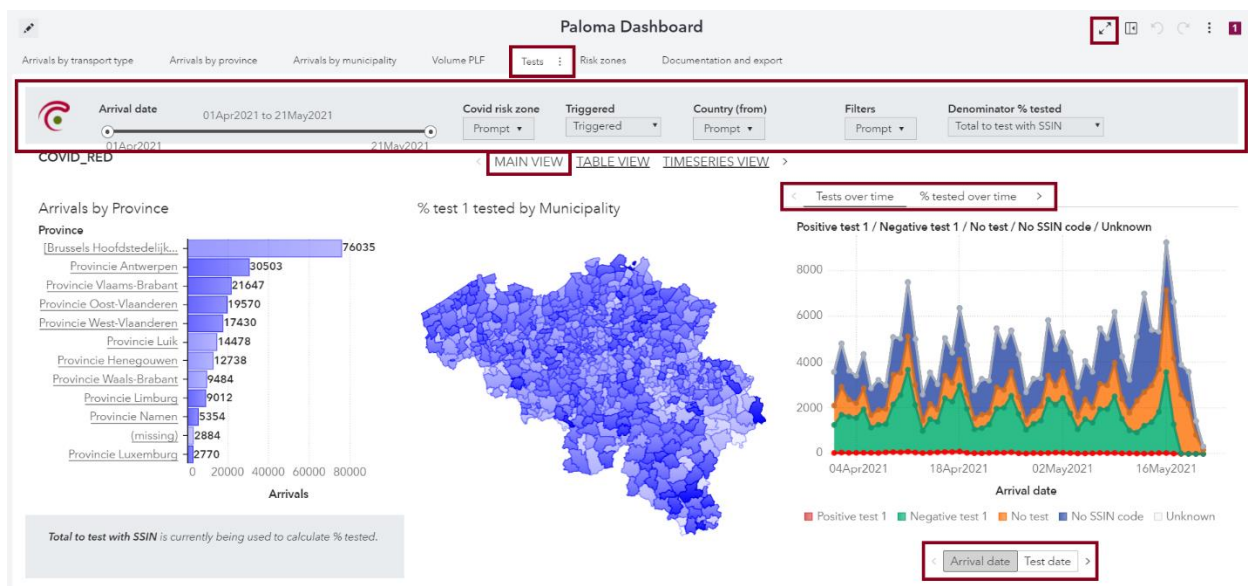 Paloma Dashboard
1
Arrivals by transport type Arrivals by province Arrivals by municipality Volume PLF Tests Risk zones Documentation and export
Arrival date 01Apr2021 to 21May2021 Covid risk zone Triggered Country (from) Filters Denominator % tested
Prompt Triggered Prompt Prompt Total to test with SSIN
01Apr2021 21May2021
COVID_RED
MAIN VIEW TABLE VIEW TIMESERIES VIEW
Arrivals by Province
Province
[Brussels Hoofdstedelijk... 76035
Provincie Antwerpen 30503
Provincie Vlaams-Brabant 21647
Provincie Oost-Vlaanderen 19570
Provincie West-Vlaanderen 17430
Provincie Luik 14478
Provincie Henegouwen 12738
Provincie Waals-Brabant 9484
Provincie Limburg 9012
Provincie Namen 5354
(missing) 2884
Provincie Luxemburg 2770
0 20000 40000 60000 80000
Arrivals
Total to test with SSIN is currently being used to calculate % tested.
% test 1 tested by Municipality
Tests over time % tested over time
Positive test 1 / Negative test 1 / No test / No SSIN code / Unknown
8000
6000
4000
2000
0
04Apr2021 18Apr2021 02May2021 16May2021
Arrival date
Positive test 1 Negative test 1 No test No SSIN code Unknown
Arrival date Test date